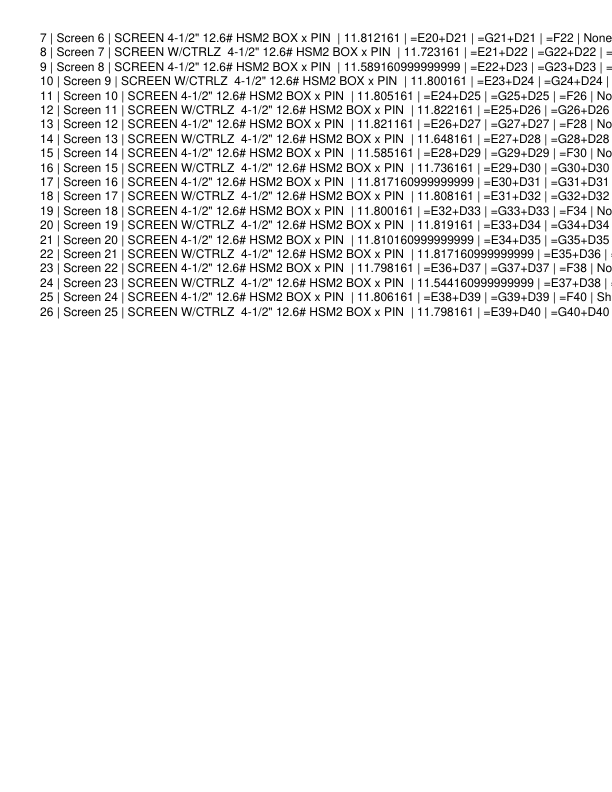 7 | Screen 6 | SCREEN 4-1/2" 12.6# HSM2 BOX x PIN  | 11.812161 | =E20+D21 | =G21+D21 | =F22 | None
8 | Screen 7 | SCREEN W/CTRLZ  4-1/2" 12.6# HSM2 BOX x PIN  | 11.723161 | =E21+D22 | =G22+D22 | =
9 | Screen 8 | SCREEN 4-1/2" 12.6# HSM2 BOX x PIN  | 11.589160999999999 | =E22+D23 | =G23+D23 | =
10 | Screen 9 | SCREEN W/CTRLZ  4-1/2" 12.6# HSM2 BOX x PIN  | 11.800161 | =E23+D24 | =G24+D24 |
11 | Screen 10 | SCREEN 4-1/2" 12.6# HSM2 BOX x PIN  | 11.805161 | =E24+D25 | =G25+D25 | =F26 | No
12 | Screen 11 | SCREEN W/CTRLZ  4-1/2" 12.6# HSM2 BOX x PIN  | 11.822161 | =E25+D26 | =G26+D26
13 | Screen 12 | SCREEN 4-1/2" 12.6# HSM2 BOX x PIN  | 11.821161 | =E26+D27 | =G27+D27 | =F28 | No
14 | Screen 13 | SCREEN W/CTRLZ  4-1/2" 12.6# HSM2 BOX x PIN  | 11.648161 | =E27+D28 | =G28+D28
15 | Screen 14 | SCREEN 4-1/2" 12.6# HSM2 BOX x PIN  | 11.585161 | =E28+D29 | =G29+D29 | =F30 | No
16 | Screen 15 | SCREEN W/CTRLZ  4-1/2" 12.6# HSM2 BOX x PIN  | 11.736161 | =E29+D30 | =G30+D30
17 | Screen 16 | SCREEN 4-1/2" 12.6# HSM2 BOX x PIN  | 11.817160999999999 | =E30+D31 | =G31+D31
18 | Screen 17 | SCREEN W/CTRLZ  4-1/2" 12.6# HSM2 BOX x PIN  | 11.808161 | =E31+D32 | =G32+D32
19 | Screen 18 | SCREEN 4-1/2" 12.6# HSM2 BOX x PIN  | 11.800161 | =E32+D33 | =G33+D33 | =F34 | No
20 | Screen 19 | SCREEN W/CTRLZ  4-1/2" 12.6# HSM2 BOX x PIN  | 11.819161 | =E33+D34 | =G34+D34
21 | Screen 20 | SCREEN 4-1/2" 12.6# HSM2 BOX x PIN  | 11.810160999999999 | =E34+D35 | =G35+D35
22 | Screen 21 | SCREEN W/CTRLZ  4-1/2" 12.6# HSM2 BOX x PIN  | 11.817160999999999 | =E35+D36 | =
23 | Screen 22 | SCREEN 4-1/2" 12.6# HSM2 BOX x PIN  | 11.798161 | =E36+D37 | =G37+D37 | =F38 | No
24 | Screen 23 | SCREEN W/CTRLZ  4-1/2" 12.6# HSM2 BOX x PIN  | 11.544160999999999 | =E37+D38 | =
25 | Screen 24 | SCREEN 4-1/2" 12.6# HSM2 BOX x PIN  | 11.806161 | =E38+D39 | =G39+D39 | =F40 | Sh
26 | Screen 25 | SCREEN W/CTRLZ  4-1/2" 12.6# HSM2 BOX x PIN  | 11.798161 | =E39+D40 | =G40+D40